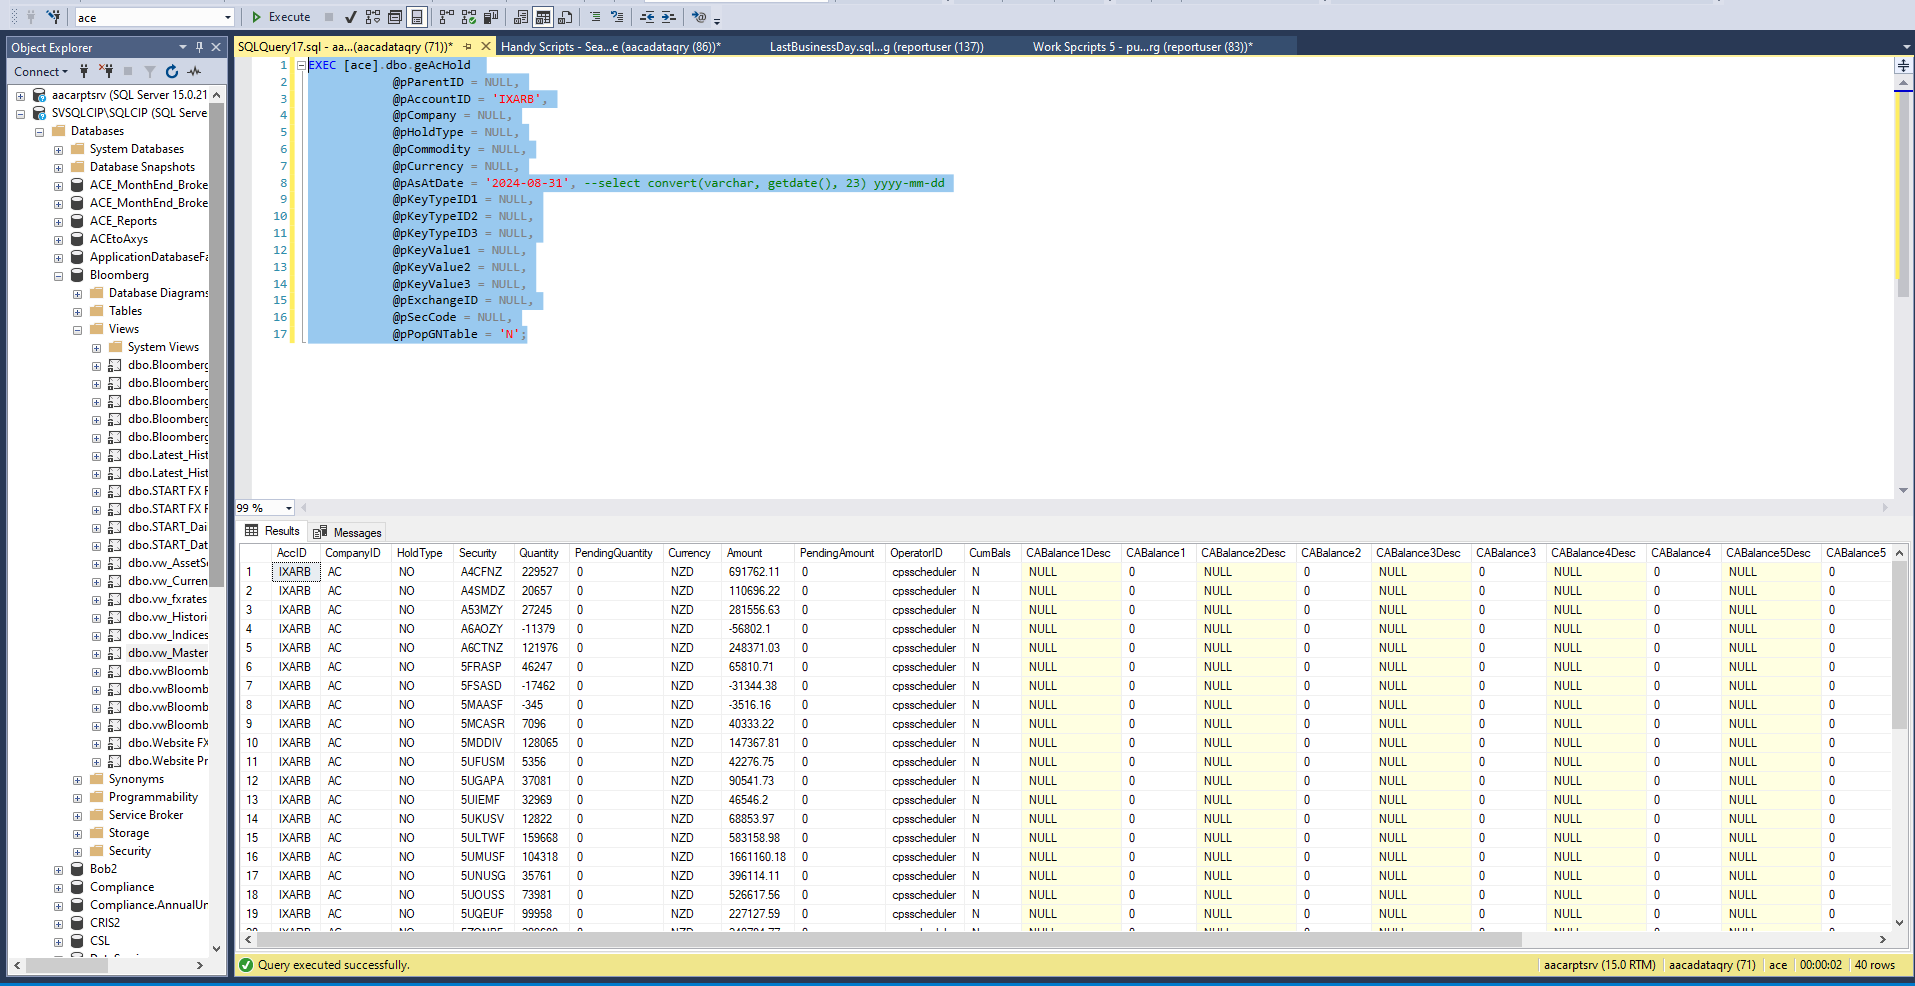 ace
Execute
Object Explorer
Connect
aacarptsrv (SQL Server 15.0.21
SVSQLCIP\SQLCIP (SQL Serve
Databases
System Databases
Database Snapshots
ACE_MonthEnd_Broke
ACE_MonthEnd_Broke
ACE_Reports
ACEtoAxys
ApplicationDatabaseFa
Bloomberg
Database Diagrams
Tables
Views
System Views
dbo.Bloomberg
dbo.Bloomberg
dbo.Bloomberg
dbo.Bloomberg
dbo.Bloomberg
dbo.Latest_Hist
dbo.Latest_Hist
dbo.START FX F
dbo.START FX F
dbo.START_Dai
dbo.START_Dat
dbo.vw_AssetSe
dbo.vw_Curren
dbo.vw_fxrates
dbo.vw_Histori
dbo.vw_Indices
dbo.vw_Master
dbo.vwBloomb
dbo.vwBloomb
dbo.vwBloomb
dbo.vwBloomb
dbo.Website FX
dbo.Website Pr
Synonyms
Programmability
Service Broker
Storage
Security
Bob2
Compliance
Compliance.AnnualUn
CRIS2
CSL
SQLQuery17.sql - aa...(aacadataqry (71))* Handy Scripts - Sea...e (aacadataqry (86))* LastBusinessDay.sql...g (reportuser (137)) Work Spcripts 5 - pu...rg (reportuser (83))*
1 EXEC [ace].dbo.geAcHold
2 @pParentID = NULL,
3 @pAccountID = 'IXARB',
4 @pCompany = NULL,
5 @pHoldType = NULL,
6 @pCommodity = NULL,
7 @pCurrency = NULL,
8 @pAsAtDate = '2024-08-31', --select convert(varchar, getdate(), 23) yyyy-mm-dd
9 @pKeyTypeID1 = NULL,
10 @pKeyTypeID2 = NULL,
11 @pKeyTypeID3 = NULL,
12 @pKeyValue1 = NULL,
13 @pKeyValue2 = NULL,
14 @pKeyValue3 = NULL,
15 @pExchangeID = NULL,
16 @pSecCode = NULL,
17 @pPopGNTable = 'N';
99 %
Results Messages
AccID CompanyID HoldType Security Quantity PendingQuantity Currency Amount PendingAmount OperatorID CumBals CABalance1Desc CABalance1 CABalance2Desc CABalance2 CABalance3Desc CABalance3 CABalance4Desc CABalance4 CABalance5Desc CABalance5
1 IXARB AC NO A4CFNZ 229527 0 NZD 691762.11 0 cpsscheduler N NULL 0 NULL 0 NULL 0 NULL 0 NULL 0
2 IXARB AC NO A4SMDZ 20657 0 NZD 110696.22 0 cpsscheduler N NULL 0 NULL 0 NULL 0 NULL 0 NULL 0
3 IXARB AC NO A53MZY 27245 0 NZD 281556.63 0 cpsscheduler N NULL 0 NULL 0 NULL 0 NULL 0 NULL 0
4 IXARB AC NO A6AOZY -11379 0 NZD -56802.1 0 cpsscheduler N NULL 0 NULL 0 NULL 0 NULL 0 NULL 0
5 IXARB AC NO A6CTNZ 121976 0 NZD 248371.03 0 cpsscheduler N NULL 0 NULL 0 NULL 0 NULL 0 NULL 0
6 IXARB AC NO 5FRASP 46247 0 NZD 65810.71 0 cpsscheduler N NULL 0 NULL 0 NULL 0 NULL 0 NULL 0
7 IXARB AC NO 5FSASD -17462 0 NZD -31344.38 0 cpsscheduler N NULL 0 NULL 0 NULL 0 NULL 0 NULL 0
8 IXARB AC NO 5MAASF -345 0 NZD -3516.16 0 cpsscheduler N NULL 0 NULL 0 NULL 0 NULL 0 NULL 0
9 IXARB AC NO 5MCASR 7096 0 NZD 40333.22 0 cpsscheduler N NULL 0 NULL 0 NULL 0 NULL 0 NULL 0
10 IXARB AC NO 5MDDIV 128065 0 NZD 147367.81 0 cpsscheduler N NULL 0 NULL 0 NULL 0 NULL 0 NULL 0
11 IXARB AC NO 5UFUSM 5356 0 NZD 42276.75 0 cpsscheduler N NULL 0 NULL 0 NULL 0 NULL 0 NULL 0
12 IXARB AC NO 5UGAPA 37081 0 NZD 90541.73 0 cpsscheduler N NULL 0 NULL 0 NULL 0 NULL 0 NULL 0
13 IXARB AC NO 5UIEMF 32969 0 NZD 46546.2 0 cpsscheduler N NULL 0 NULL 0 NULL 0 NULL 0 NULL 0
14 IXARB AC NO 5UKUSV 12822 0 NZD 68853.97 0 cpsscheduler N NULL 0 NULL 0 NULL 0 NULL 0 NULL 0
15 IXARB AC NO 5ULTWF 159668 0 NZD 583158.98 0 cpsscheduler N NULL 0 NULL 0 NULL 0 NULL 0 NULL 0
16 IXARB AC NO 5UMUSF 104318 0 NZD 1661160.18 0 cpsscheduler N NULL 0 NULL 0 NULL 0 NULL 0 NULL 0
17 IXARB AC NO 5UNUSG 35761 0 NZD 396114.11 0 cpsscheduler N NULL 0 NULL 0 NULL 0 NULL 0 NULL 0
18 IXARB AC NO 5UOUSS 73981 0 NZD 526617.56 0 cpsscheduler N NULL 0 NULL 0 NULL 0 NULL 0 NULL 0
19 IXARB AC NO 5UQEUF 99958 0 NZD 227127.59 0 cpsscheduler N NULL 0 NULL 0 NULL 0 NULL 0 NULL 0
Query executed successfully. aacarptsrv (15.0 RTM) aacadataqry (71) ace 00:00:02 40 rows